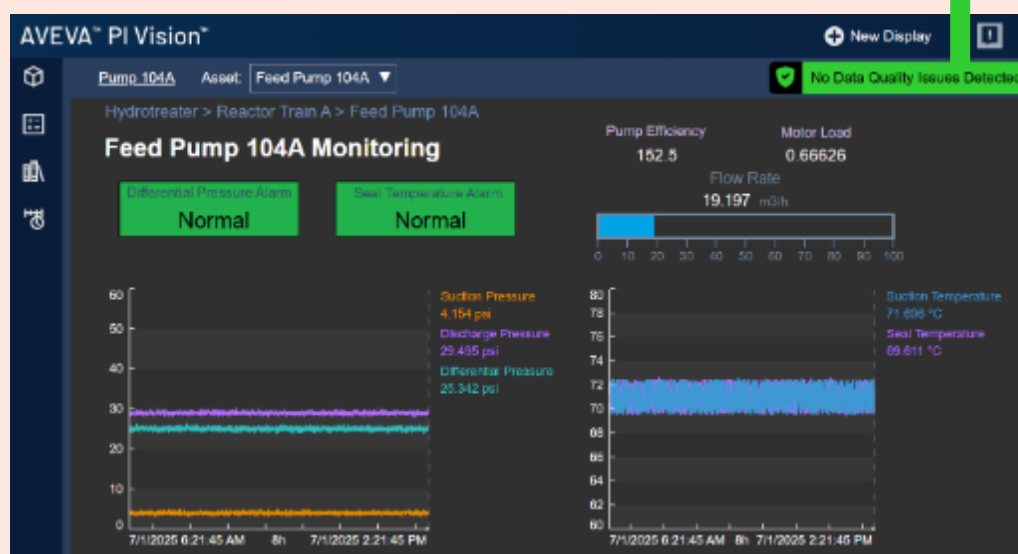 AVEVA™ PI Vision™
New Display
Pump 104A Asset: Feed Pump 104A
No Data Quality Issues Detected
Hydrotreater > Reactor Train A > Feed Pump 104A
Feed Pump 104A Monitoring
Pump Efficiency
152.5
Motor Load
0.66626
Flow Rate
19.197 m3/h
0 10 20 30 40 50 60 70 80 90 100
Differential Pressure Alarm
Normal
Seal Temperature Alarm
Normal
60
50
40
30
20
10
0
Suction Pressure
4.154 psi
Discharge Pressure
29.495 psi
Differential Pressure
25.342 psi
7/1/2025 6:21:45 AM 8h 7/1/2025 2:21:45 PM
80
78
76
74
72
70
68
66
64
62
60
Suction Temperature
°C
Seal Temperature
69.611 °C
7/1/2025 6:21:45 AM 8h 7/1/2025 2:21:45 PM